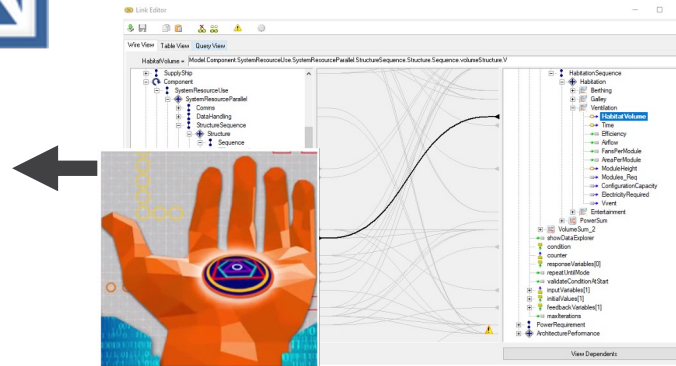 Link Editor
Wire View Table View Query View
HabitatVolume = Model.Component.SystemResourceUse.SystemResourceParallel.StructureSequence.Structure.Sequence.volumeStructure.V
SupplyShip
Component
SystemResourceUse
SystemResourceParallel
Comms
DataHandling
StructureSequence
Structure
Sequence
HabitationSequence
Habitation
Berthing
Galley
Ventilation
HabitatVolume
Time
Efficiency
Airflow
FansPerModule
AreaPerModule
ModuleHeight
Modules_Req
ConfigurationCapacity
ElectricityRequired
Vvent
Entertainment
PowerSum
VolumeSum_2
showDataExplorer
condition
counter
responseVariables[0]
repeatUntilMode
validateConditionAtStart
inputVariables[1]
initialValues[1]
feedbackVariables[1]
maxIterations
PowerRequirement
ArchitecturePerformance
View Dependents